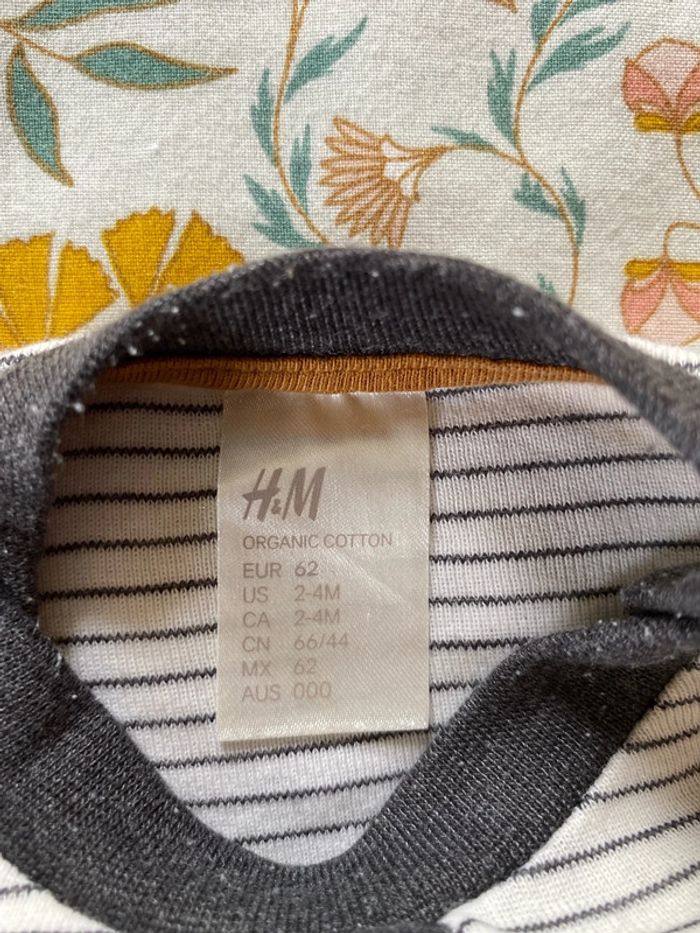 H&M
ORGANIC COTTON
EUR 62
US 2-4M
CA 2-4M
CN 66/44
MX 62
AUS 000